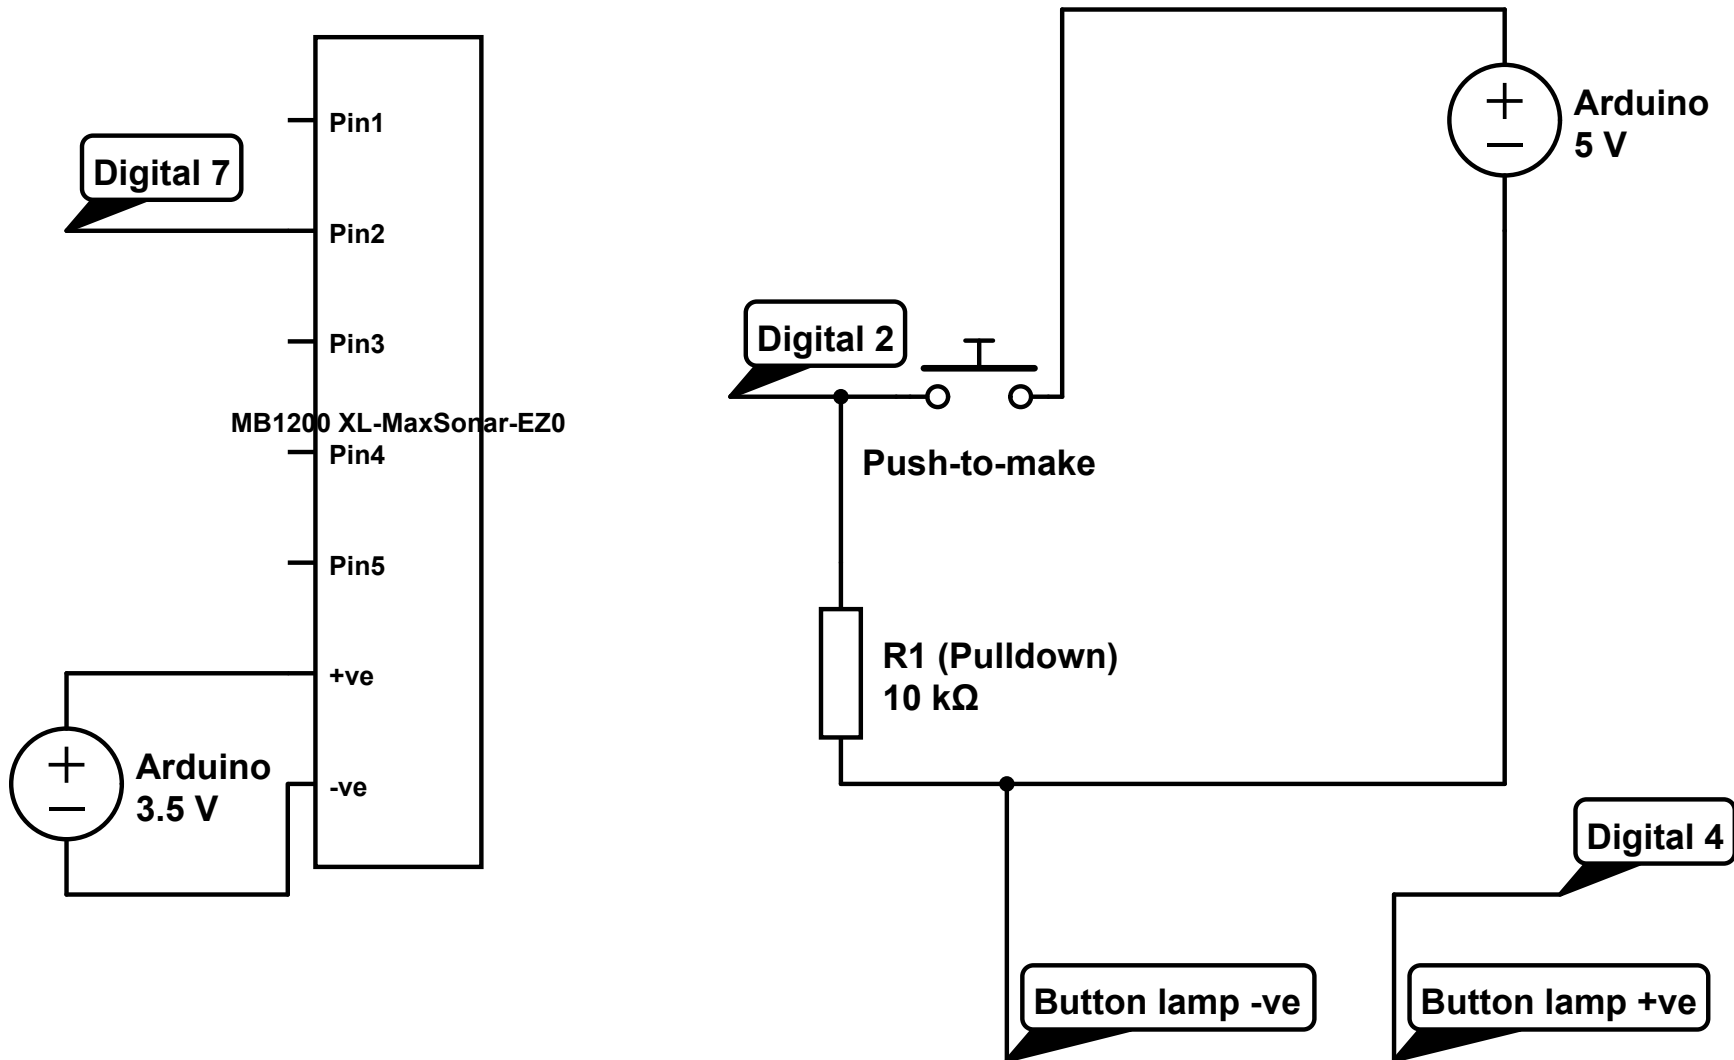 Pin1
Digital 7
Pin2
Pin3
MB1200 XL-MaxSonar-EZ0
Pin4
Pin5
+ve
-ve
Arduino
3.5 V
Arduino
5 V
Digital 2
Push-to-make
R1 (Pulldown)
10 kΩ
Digital 4
Button lamp -ve
Button lamp +ve